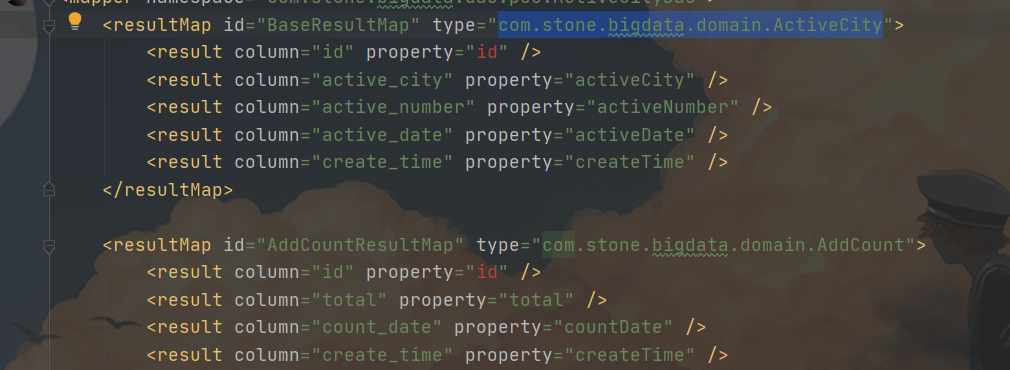 <resultMap id="BaseResultMap" type="com.stone.bigdata.domain.ActiveCity">
<result column="id" property="id" />
<result column="active_city" property="activeCity" />
<result column="active_number" property="activeNumber" />
<result column="active_date" property="activeDate" />
<result column="create_time" property="createTime" />
</resultMap>
<resultMap id="AddCountResultMap" type="com.stone.bigdata.domain.AddCount">
<result column="id" property="id" />
<result column="total" property="total" />
<result column="count_date" property="countDate" />
<result column="create_time" property="createTime" />